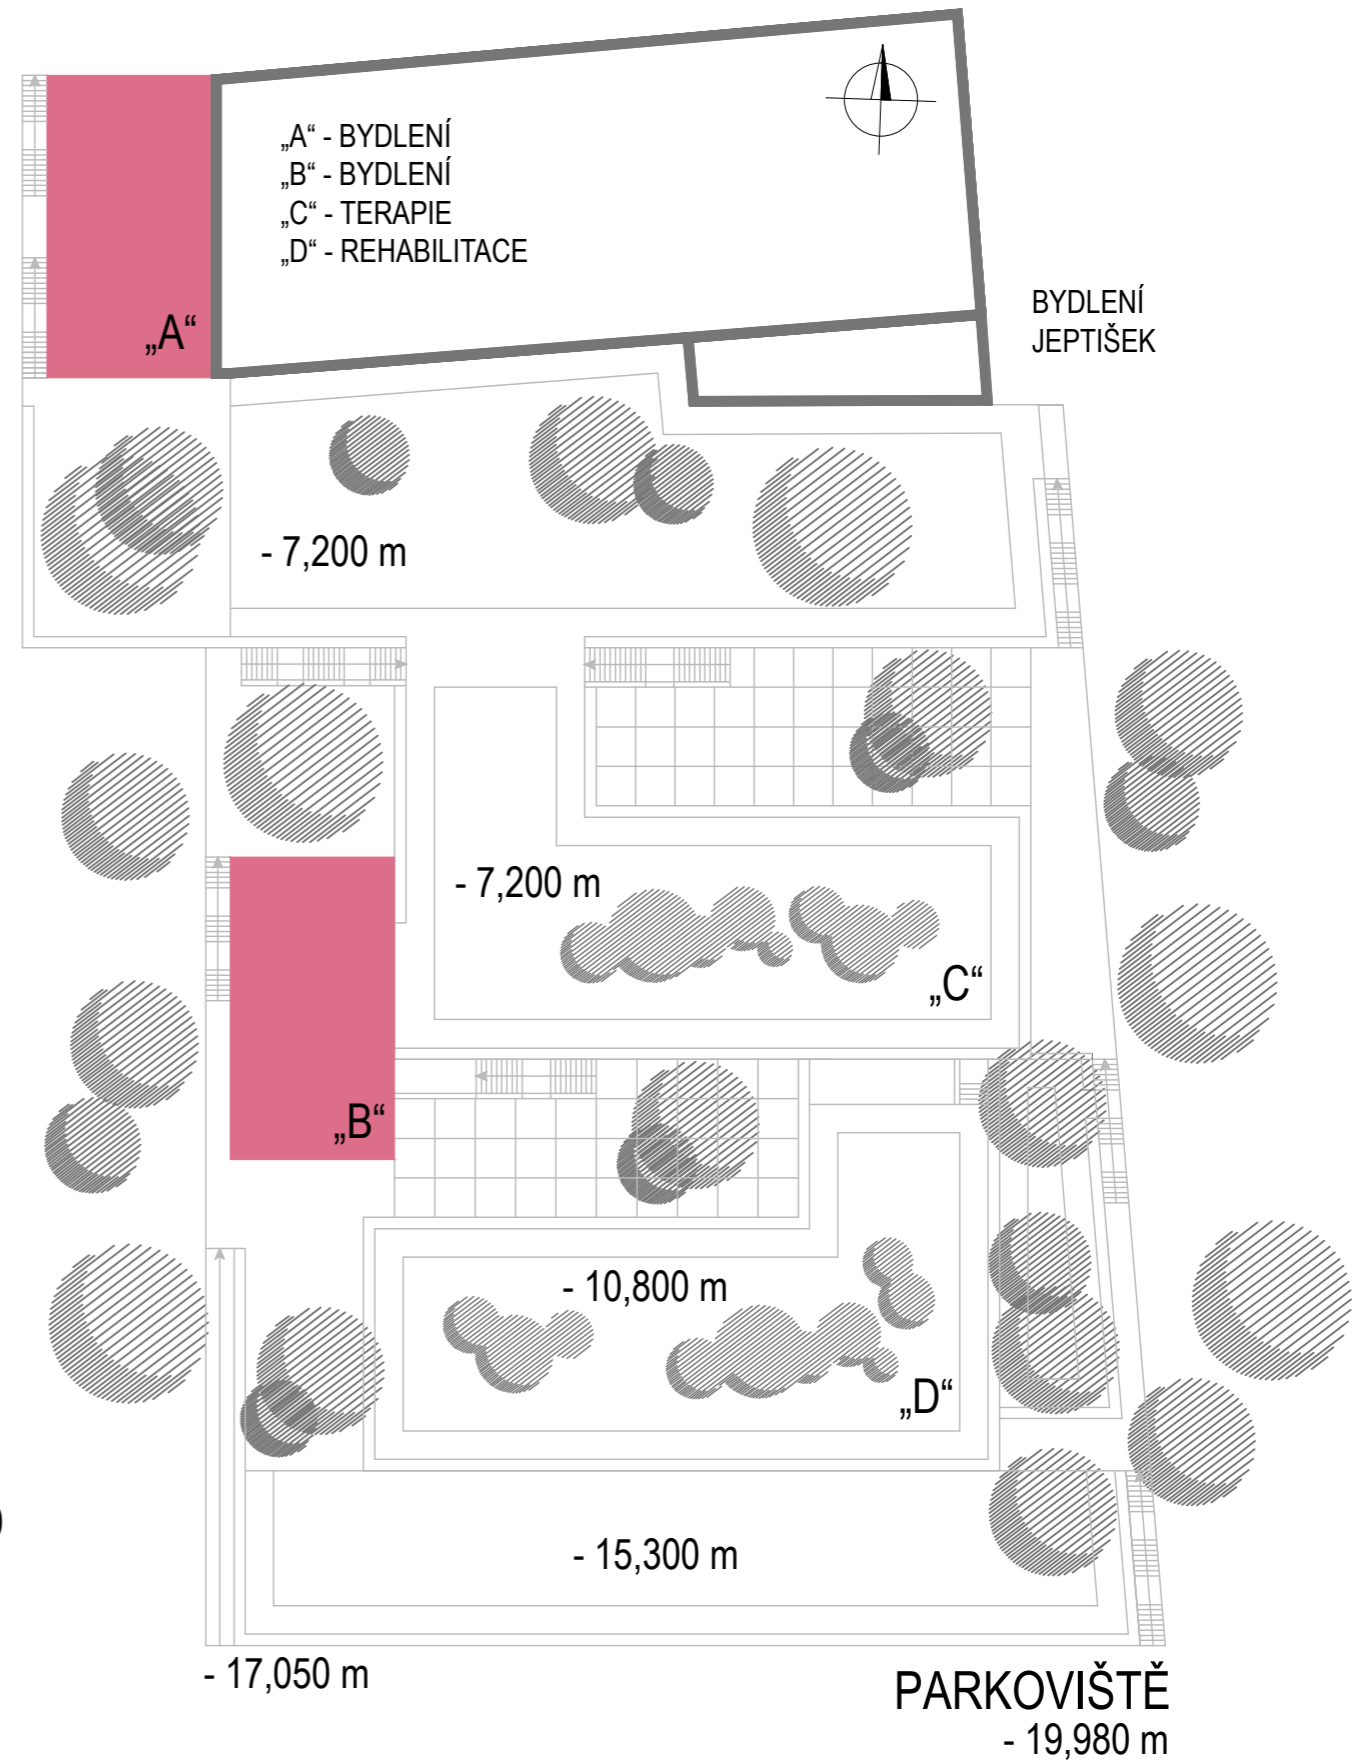 „A“ - BYDLENÍ
„B“ - BYDLENÍ
„C“ - TERAPIE
„D“ - REHABILITACE
BYDLENÍ
JEPTIŠEK
„A“
- 7,200 m
- 7,200 m
„C“
„B“
- 10,800 m
„D“
- 15,300 m
- 17,050 m
PARKOVIŠTĚ
- 19,980 m